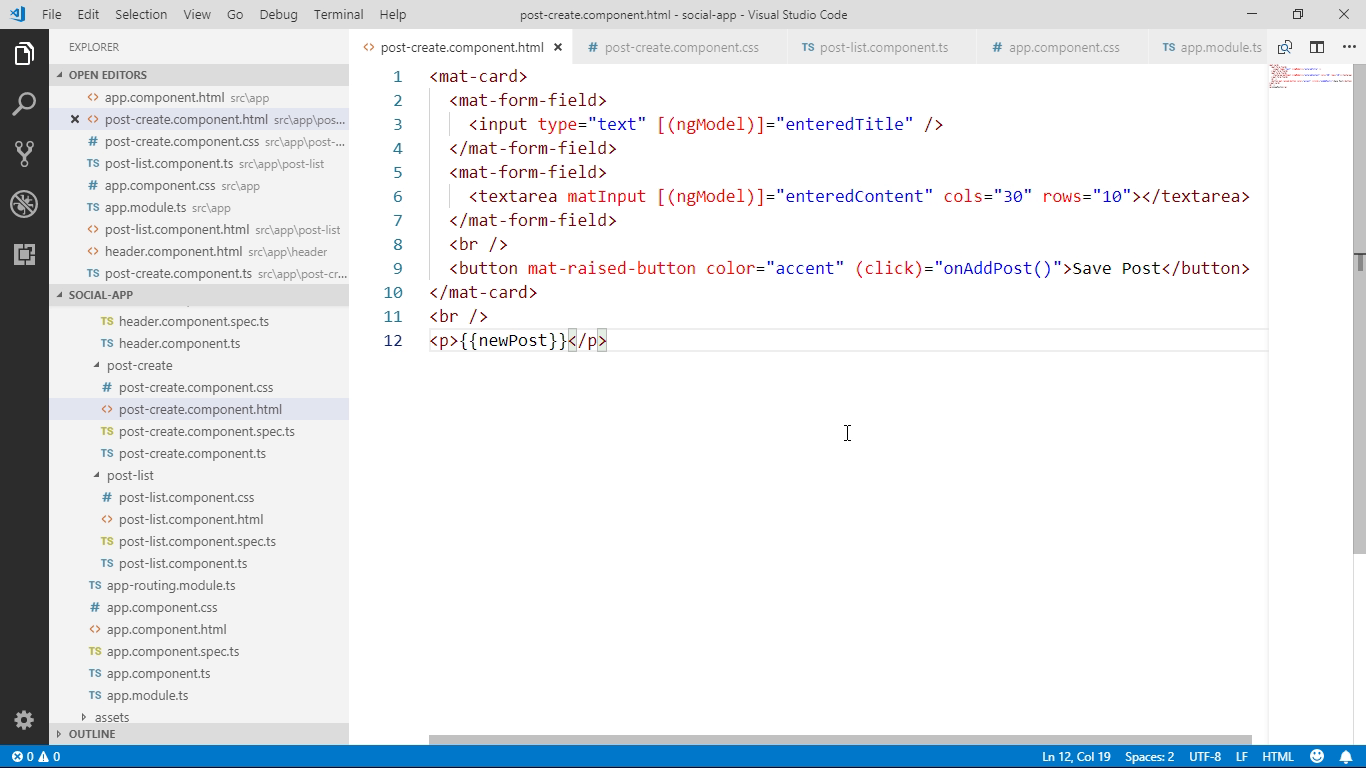 File Edit Selection View Go Debug Terminal Help post-create.component.html - social-app - Visual Studio Code
EXPLORER
OPEN EDITORS
app.component.html src\app
post-create.component.html src\app\pos...
post-create.component.css src\app\post-...
TS post-list.component.ts src\app\post-list
app.component.css src\app
TS app.module.ts src\app
post-list.component.html src\app\post-list
header.component.html src\app\header
post-create.component.ts src\app\post-cr...
SOCIAL-APP
TS header.component.spec.ts
TS header.component.ts
post-create
# post-create.component.css
<> post-create.component.html
TS post-create.component.spec.ts
TS post-create.component.ts
post-list
# post-list.component.css
<> post-list.component.html
TS post-list.component.spec.ts
TS post-list.component.ts
TS app-routing.module.ts
# app.component.css
<> app.component.html
TS app.component.spec.ts
TS app.component.ts
TS app.module.ts
assets
OUTLINE
<> post-create.component.html # post-create.component.css TS post-list.component.ts # app.component.css TS app.module.ts
1 <mat-card>
2 <mat-form-field>
3 <input type="text" [(ngModel)]="enteredTitle" />
4 </mat-form-field>
5 <mat-form-field>
6 <textarea matInput [(ngModel)]="enteredContent" cols="30" rows="10"></textarea>
7 </mat-form-field>
8 <br />
9 <button mat-raised-button color="accent" (click)="onAddPost()">Save Post</button>
10 </mat-card>
11 <br />
12 <p>{{newPost}}</p>
0 0 Ln 12, Col 19 Spaces: 2 UTF-8 LF HTML